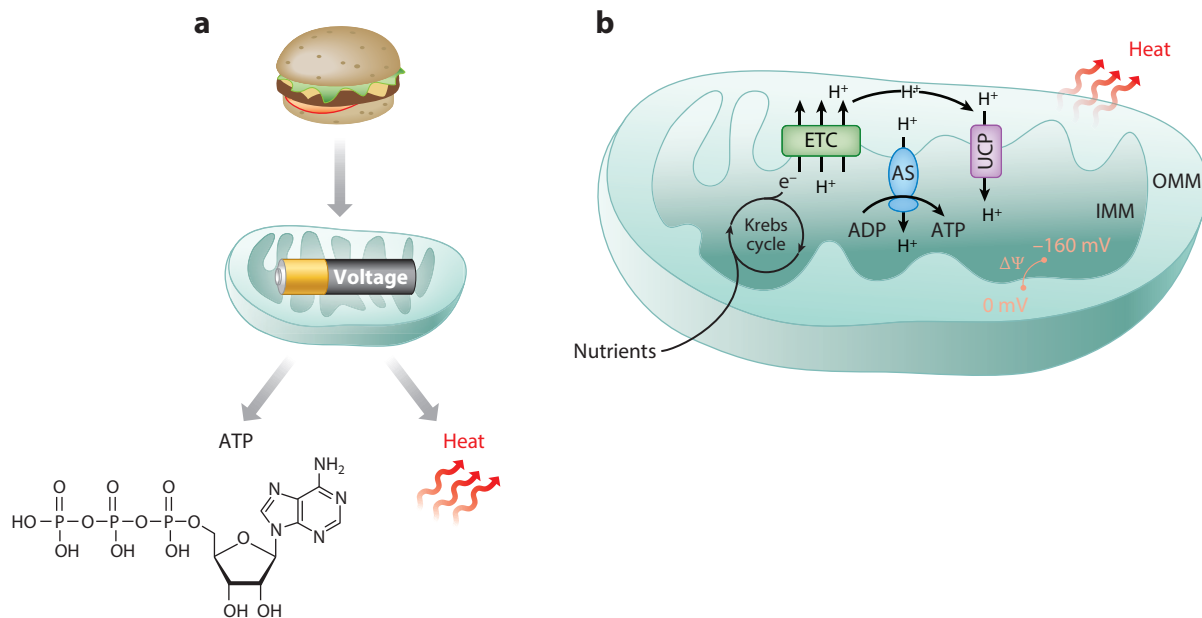 a
Voltage
ATP
Heat
NH₂
N
N
N
N
O
O
O
HO—P—O—P—O—P—O
OH
OH
OH
O
OH
OH
b
Heat
H⁺
H⁺
H⁺
H⁺
ETC
UCP
AS
e⁻
H⁺
OMM
H⁺
IMM
Krebs
cycle
ADP
ATP
H⁺
−160 mV
ΔΨ
0 mV
Nutrients